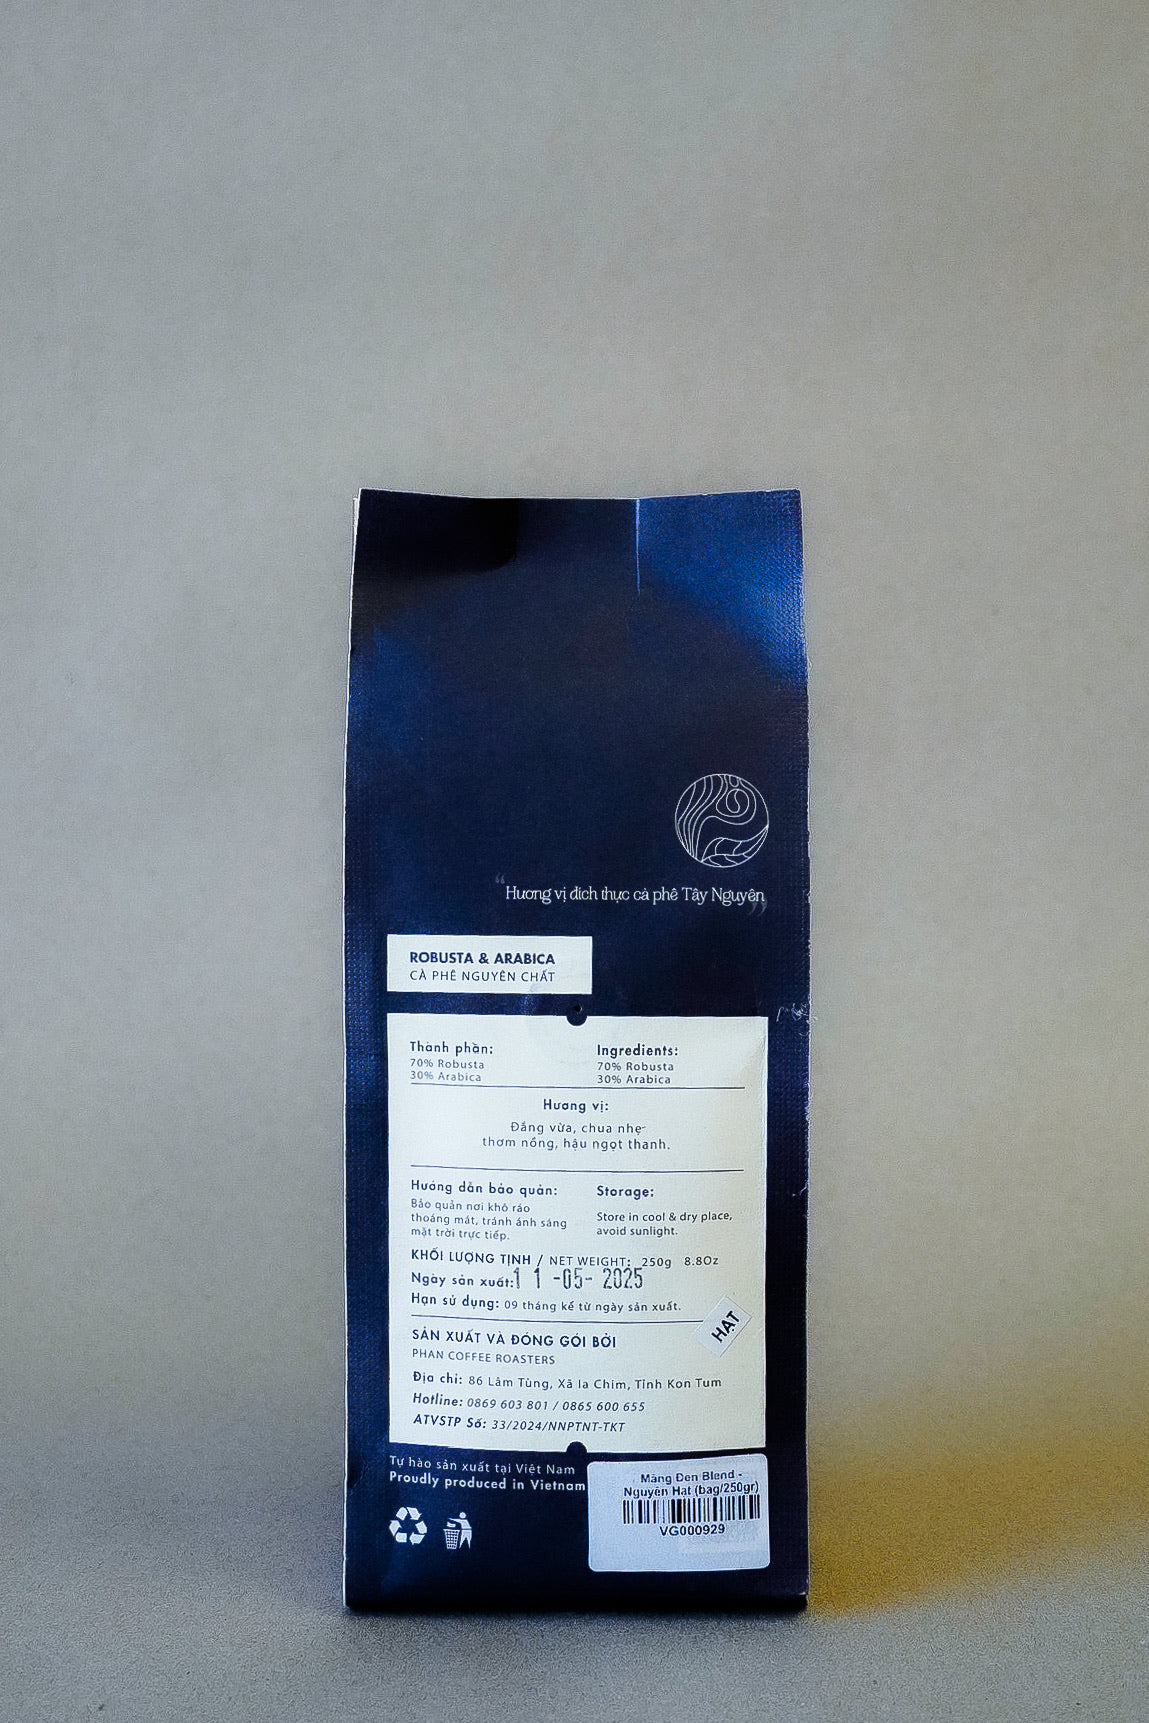 “Hương vị đích thực cà phê Tây Nguyên”
ROBUSTA & ARABICA
CÀ PHÊ NGUYÊN CHẤT
Thành phần:
70% Robusta
30% Arabica
Ingredients:
70% Robusta
30% Arabica
Hương vị:
Đắng vừa, chua nhẹ
thơm nồng, hậu ngọt thanh.
Hướng dẫn bảo quản:
Bảo quản nơi khô ráo
thoáng mát, tránh ánh sáng
mặt trời trực tiếp.
Storage:
Store in cool & dry place,
avoid sunlight.
KHỐI LƯỢNG TỊNH / NET WEIGHT: 250g 8.8Oz
Ngày sản xuất: 11-05-2025
Hạn sử dụng: 09 tháng kể từ ngày sản xuất.
HẠT
SẢN XUẤT VÀ ĐÓNG GÓI BỞI
PHAN COFFEE ROASTERS
Địa chỉ: 86 Lâm Tùng, Xã Ia Chim, Tỉnh Kon Tum
Hotline: 0869 603 801 / 0865 600 655
ATVSTP Số: 33/2024/NNPTNT-TKT
Tự hào sản xuất tại Việt Nam
Proudly produced in Vietnam
Măng Đen Blend -
Nguyên Hạt (bag/250gr)
VG000929